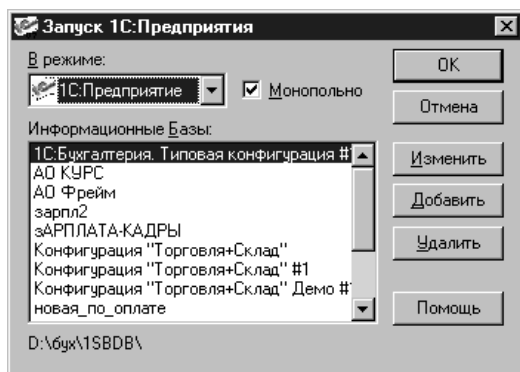 Запуск 1С:Предприятия
В режиме:
1С:Предприятие
Монопольно
Информационные Базы:
1С:Бухгалтерия. Типовая конфигурация #
АО КУРС
АО Фрейм
зарпл2
зАРПЛАТА-КАДРЫ
Конфигурация "Торговля+Склад"
Конфигурация "Торговля+Склад" #1
Конфигурация "Торговля+Склад" Демо #
новая_по_оплате
D:\бух\1SBDB\
OK
Отмена
Изменить
Добавить
Удалить
Помощь